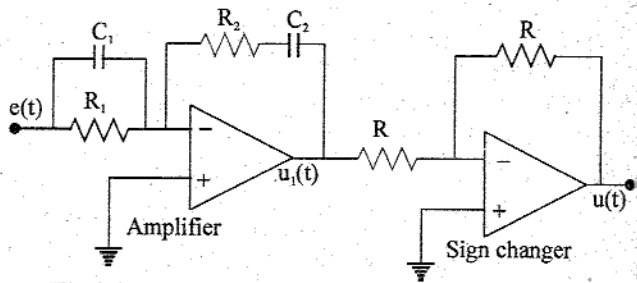 C₁
R₂
C₂
R
e(t)
R₁
R
−
+
u₁(t)
−
+
u(t)
Amplifier
Sign changer